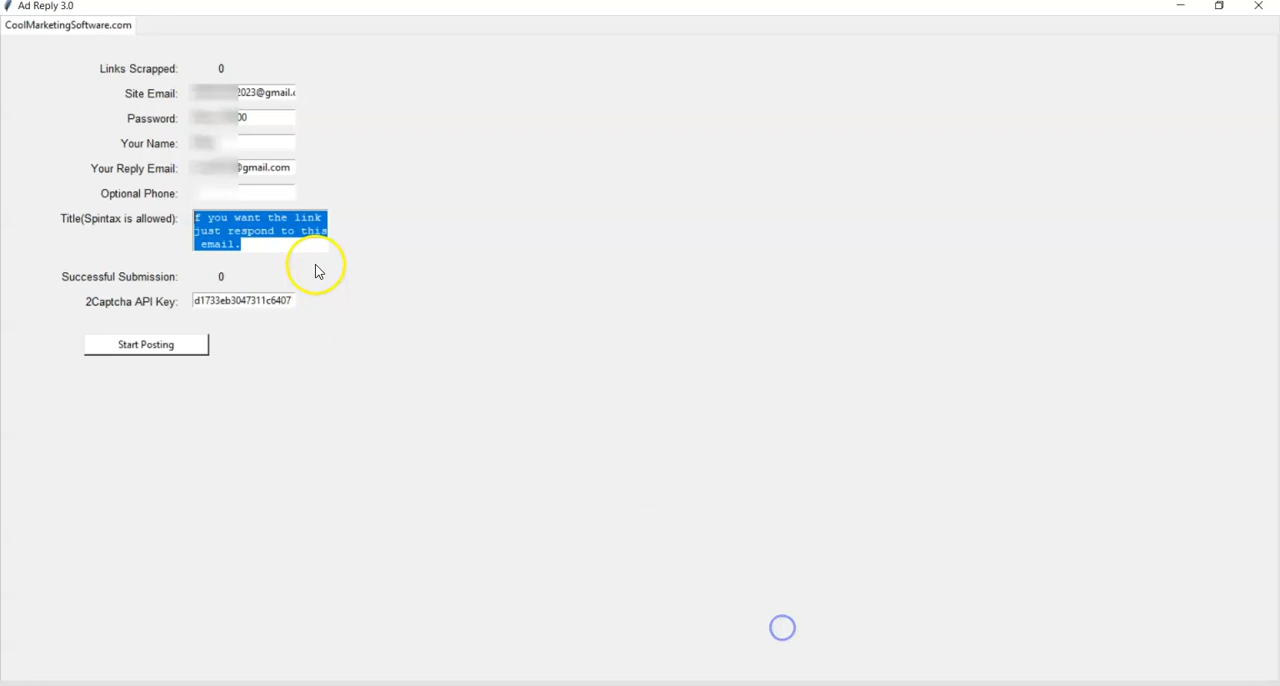 Ad Reply 3.0
CoolMarketingSoftware.com
Links Scrapped: 0
Site Email: 2023@gmail.c
Password: 00
Your Name:
Your Reply Email: @gmail.com
Optional Phone:
Title(Spintax is allowed): f you want the link
just respond to this
email.
Successful Submission: 0
2Captcha API Key: d1733eb3047311c6407
Start Posting